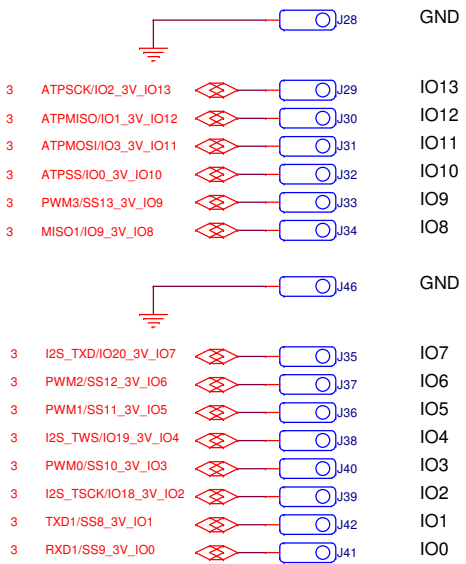 J28 GND
3 ATPSCK/IO2_3V_IO13 J29 IO13
3 ATPMISO/IO1_3V_IO12 J30 IO12
3 ATPMOSI/IO3_3V_IO11 J31 IO11
3 ATPSS/IO0_3V_IO10 J32 IO10
3 PWM3/SS13_3V_IO9 J33 IO9
3 MISO1/IO9_3V_IO8 J34 IO8
J46 GND
3 I2S_TXD/IO20_3V_IO7 J35 IO7
3 PWM2/SS12_3V_IO6 J37 IO6
3 PWM1/SS11_3V_IO5 J36 IO5
3 I2S_TWS/IO19_3V_IO4 J38 IO4
3 PWM0/SS10_3V_IO3 J40 IO3
3 I2S_TSCK/IO18_3V_IO2 J39 IO2
3 TXD1/SS8_3V_IO1 J42 IO1
3 RXD1/SS9_3V_IO0 J41 IO0